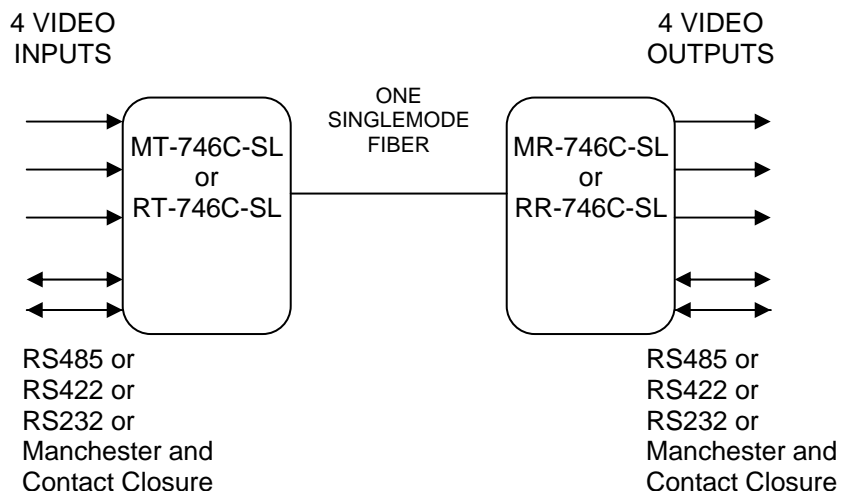 4 VIDEO
INPUTS
4 VIDEO
OUTPUTS
ONE
SINGLEMODE
FIBER
MT-746C-SL
or
RT-746C-SL
MR-746C-SL
or
RR-746C-SL
RS485 or
RS422 or
RS232 or
Manchester and
Contact Closure
RS485 or
RS422 or
RS232 or
Manchester and
Contact Closure